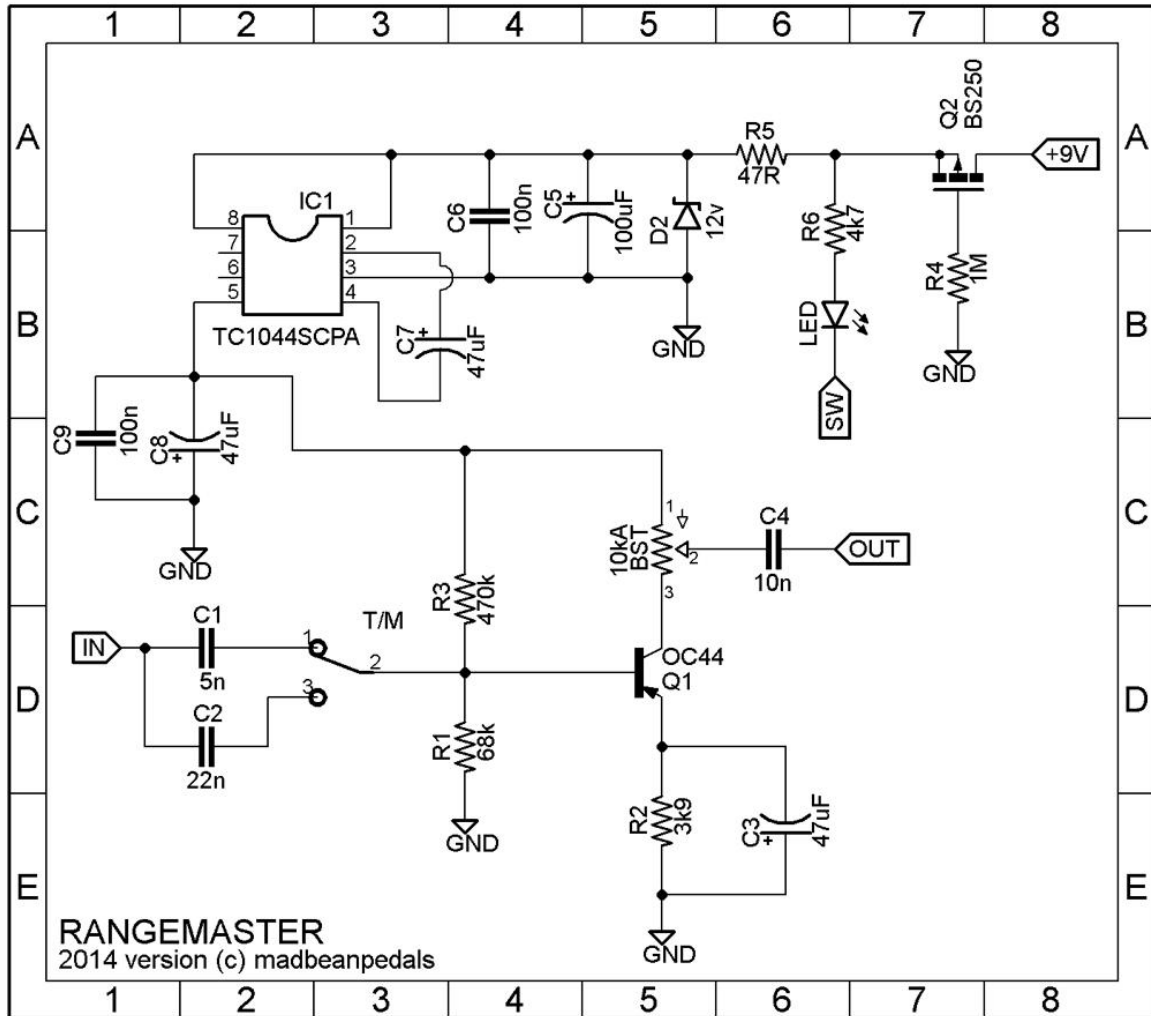 1 2 3 4 5 6 7 8
A
A
Q2
BS250
R5
47R
+9V
IC1
8
7
6
5
1
2
3
4
TC1044SCPA
C6
100n
C5
+
100uF
D2
12v
R6
4k7
R4
1M
B
B
C7
+
47uF
GND
LED
GND
SW
C9
100n
C8
+
47uF
C
C
GND
1
10kA
BST
2
3
C4
10n
OUT
R3
470k
IN
C1
5n
T/M
1
2
3
OC44
Q1
D
D
C2
22n
R1
68k
GND
R2
3k9
C3
+
47uF
GND
E
E
RANGEMASTER
2014 version (c) madbeanpedals
1 2 3 4 5 6 7 8